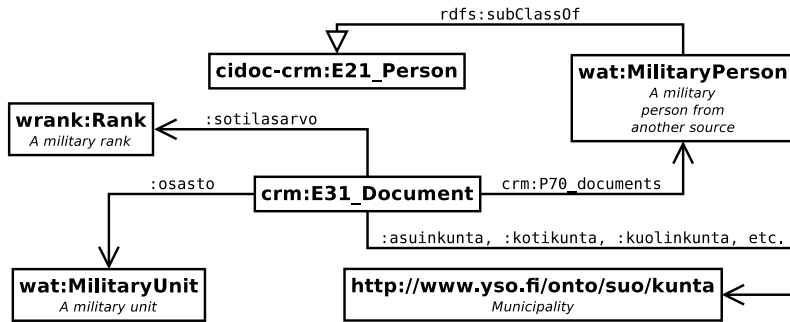 rdfs:subClassOf
cidoc-crm:E21_Person
wat:MilitaryPerson
A military
person from
another source
wrank:Rank
A military rank
:sotilasarvo
:osasto
crm:E31_Document
crm:P70_documents
:asuinkunta, :kotikunta, :kuolinkunta, etc.
wat:MilitaryUnit
A military unit
http://www.yso.fi/onto/suo/kunta
Municipality